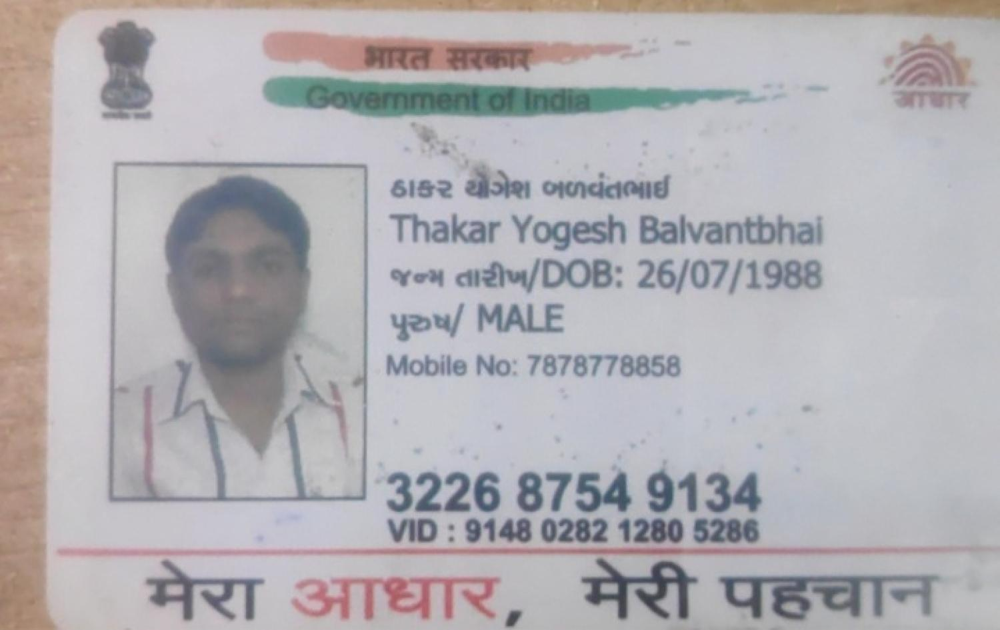 भारत सरकार
Government of India
आधार
ઠાકર યોગેશ બળવંતભાઈ
Thakar Yogesh Balvantbhai
જન્મ તારીખ/DOB: 26/07/1988
પુરુષ/ MALE
Mobile No: 7878778858
3226 8754 9134
VID : 9148 0282 1280 5286
मेरा आधार, मेरी पहचान